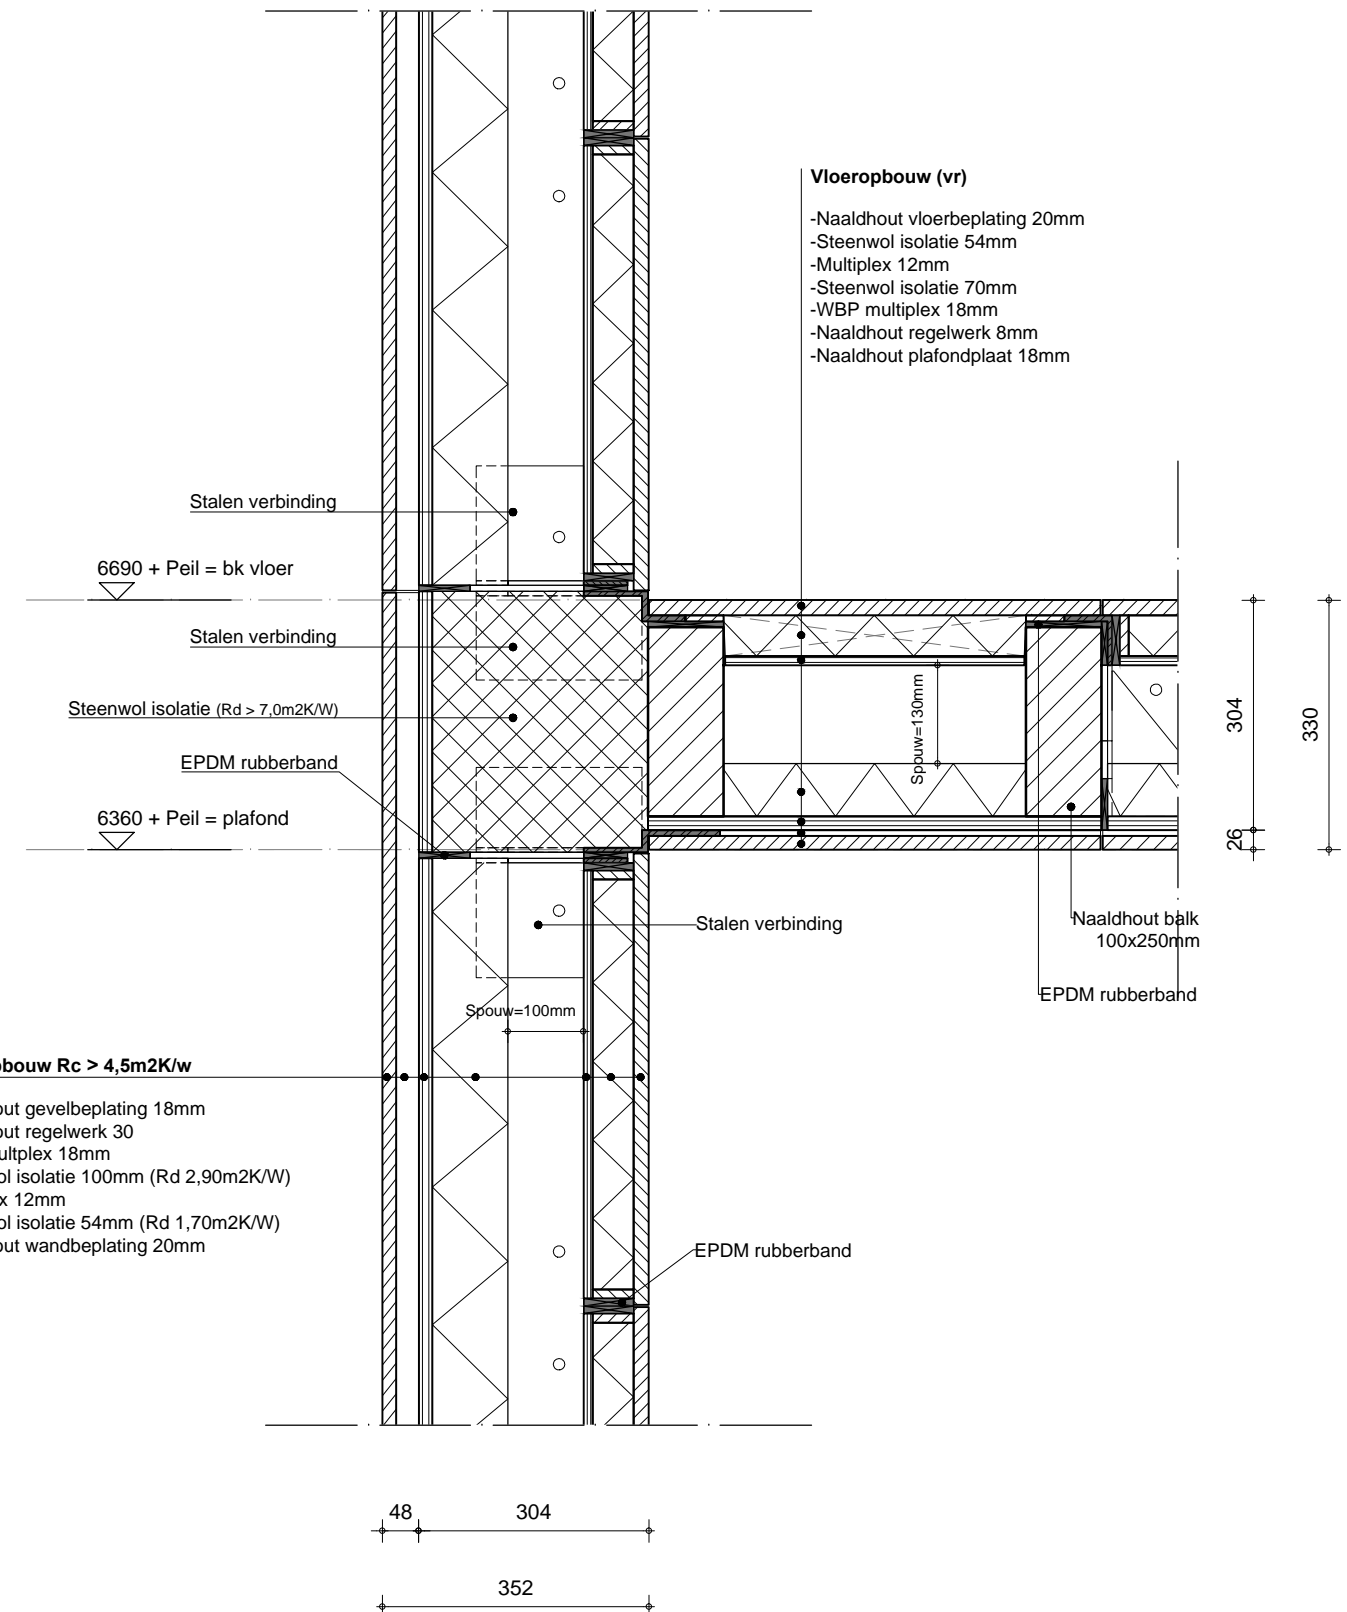 Vloeropbouw (vr)
-Naaldhout vloerbeplating 20mm
-Steenwol isolatie 54mm
-Multiplex 12mm
-Steenwol isolatie 70mm
-WBP multiplex 18mm
-Naaldhout regelwerk 8mm
-Naaldhout plafondplaat 18mm
Stalen verbinding
6690 + Peil = bk vloer
Stalen verbinding
Steenwol isolatie (Rd > 7,0m2K/W)
EPDM rubberband
6360 + Peil = plafond
Spouw=130mm
304
330
26
Stalen verbinding
Naaldhout balk
100x250mm
EPDM rubberband
Spouw=100mm
bouw Rc > 4,5m2K/w
out gevelbeplating 18mm
out regelwerk 30
ultplex 18mm
ol isolatie 100mm (Rd 2,90m2K/W)
x 12mm
ol isolatie 54mm (Rd 1,70m2K/W)
out wandbeplating 20mm
EPDM rubberband
48
304
352